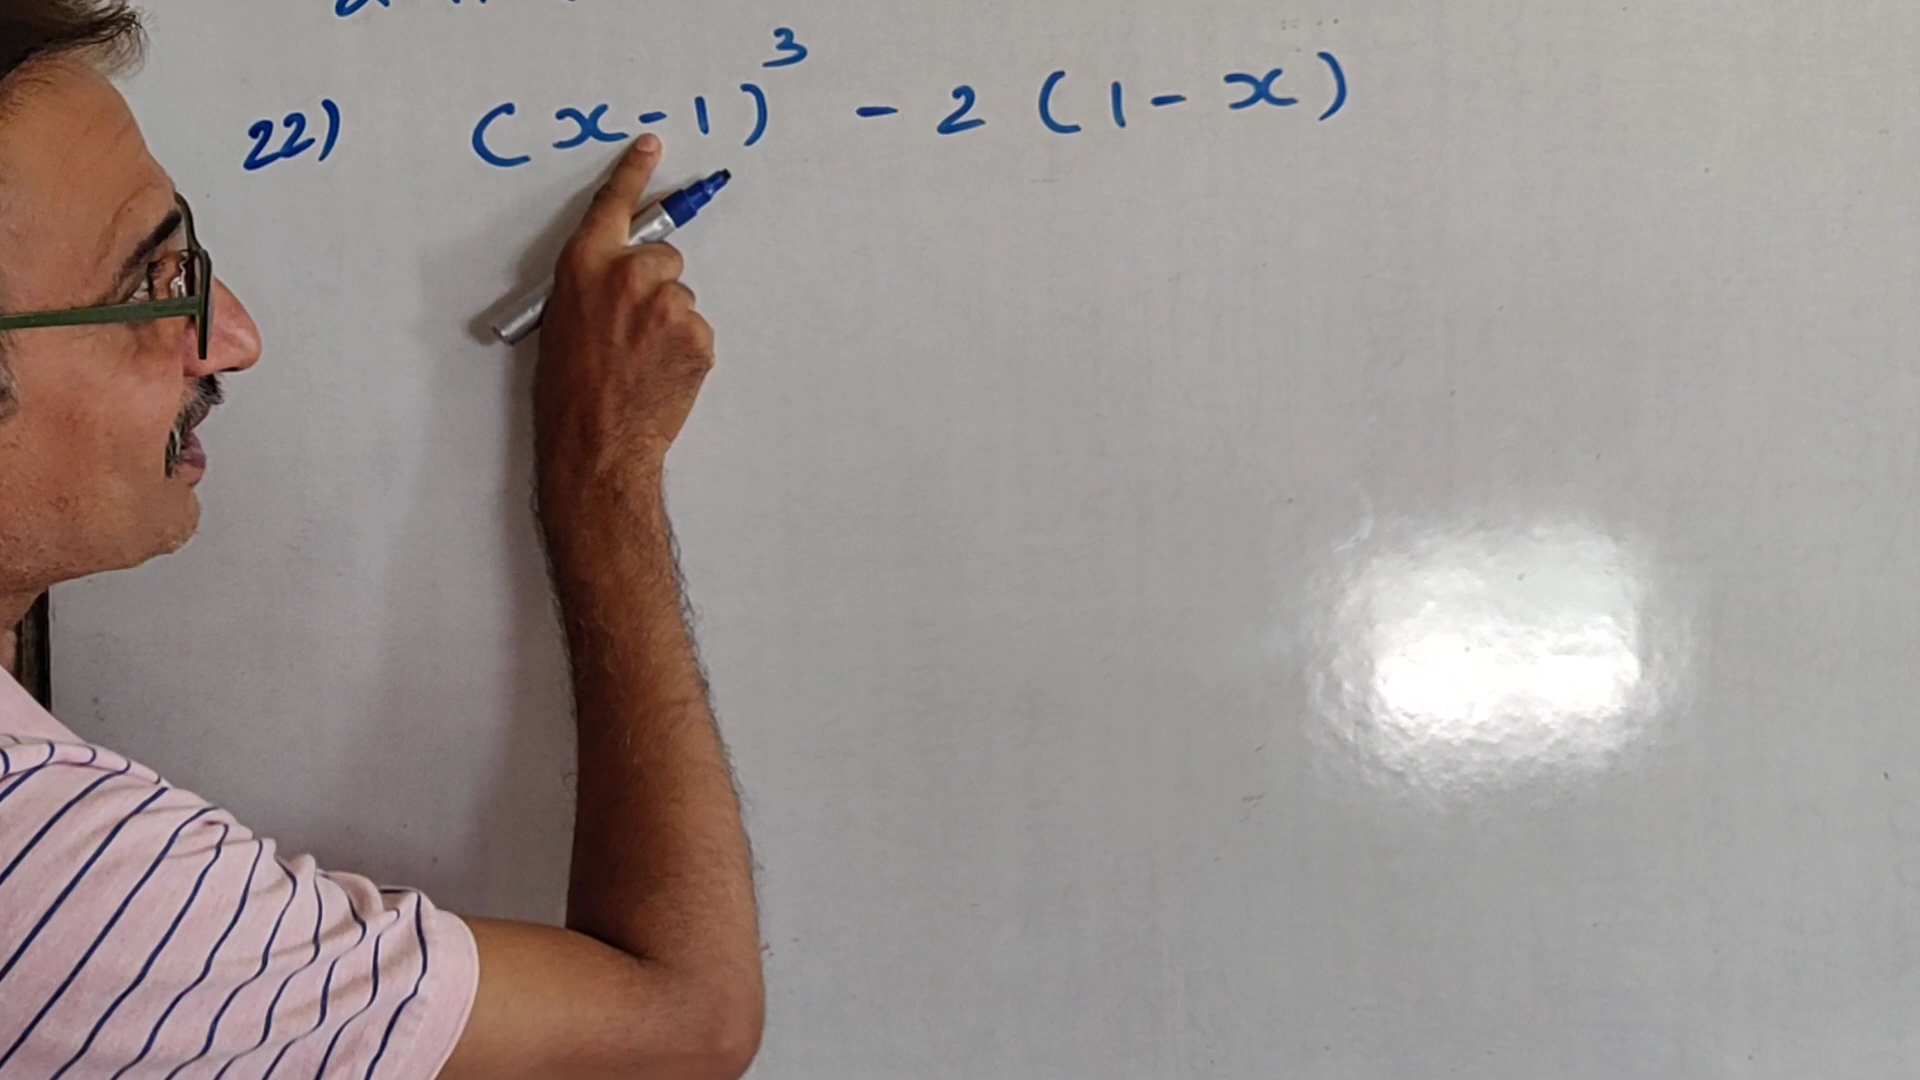 22) (x-1)³ - 2(1-x)